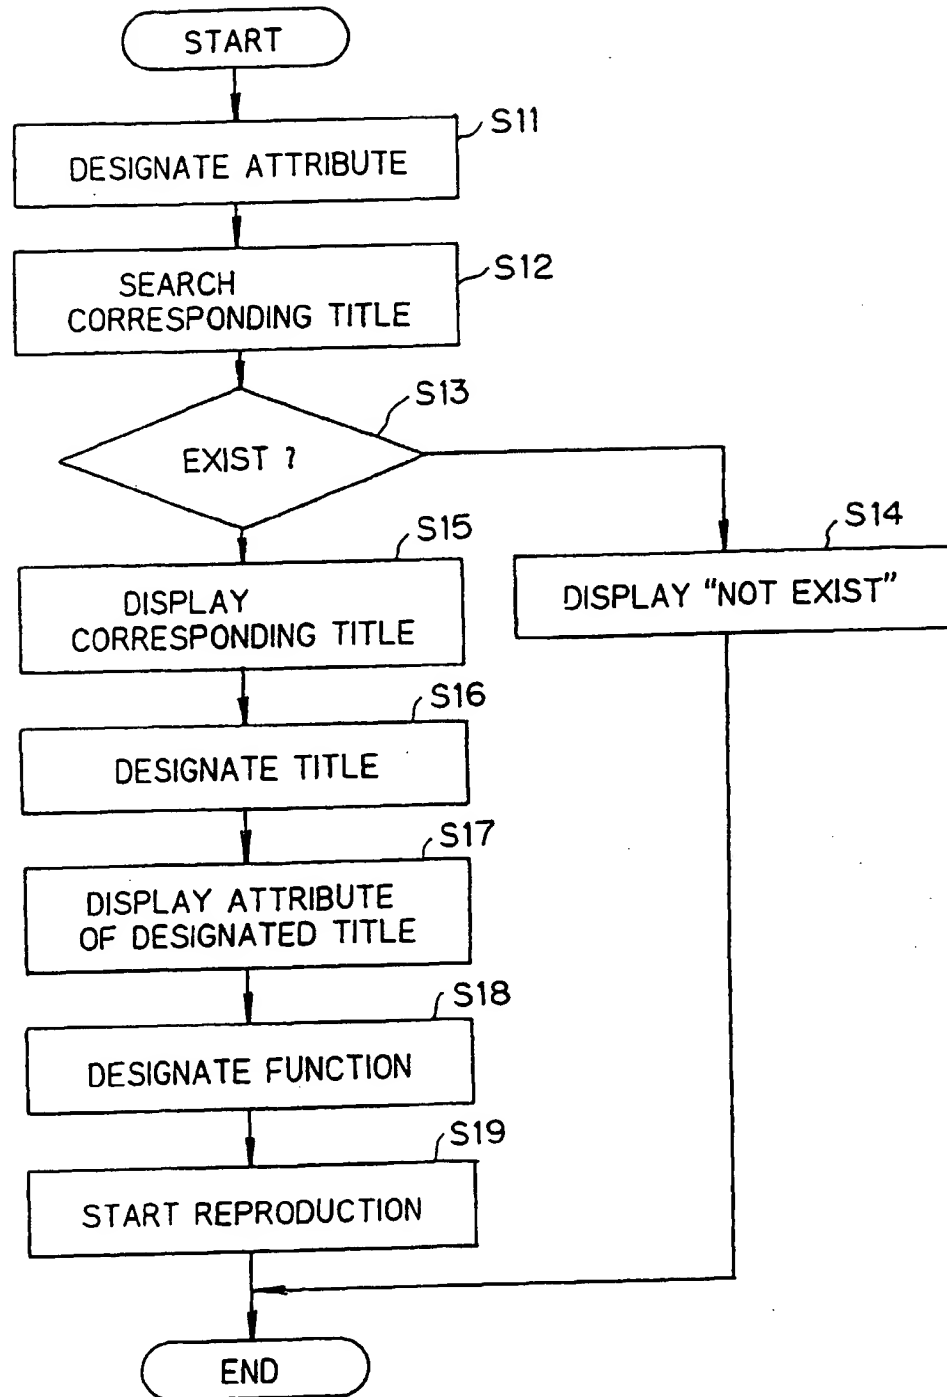 START
S11
DESIGNATE ATTRIBUTE
S12
SEARCH
CORRESPONDING TITLE
S13
EXIST ?
S15
DISPLAY
CORRESPONDING TITLE
S14
DISPLAY "NOT EXIST"
S16
DESIGNATE TITLE
S17
DISPLAY ATTRIBUTE
OF DESIGNATED TITLE
S18
DESIGNATE FUNCTION
S19
START REPRODUCTION
END